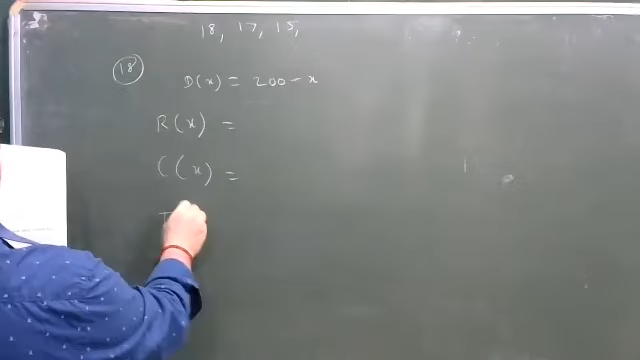 18, 17, 15,
18
D(x) = 200 - x
R(x) =
C(x) =